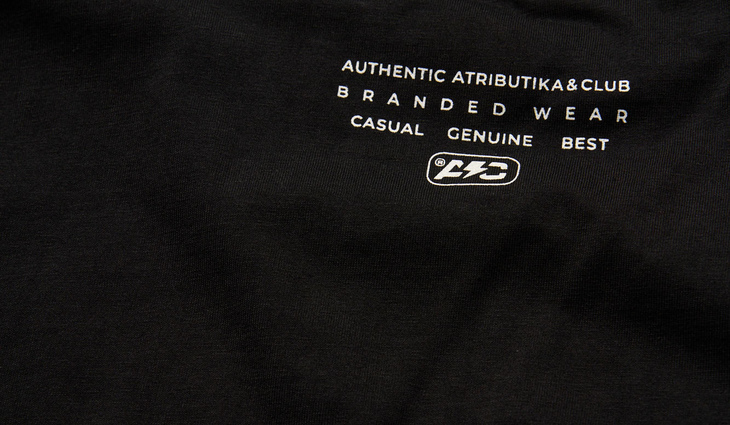 AUTHENTIC ATRIBUTIKA&CLUB
BRANDED WEAR
CASUAL GENUINE BEST
® A⚡C